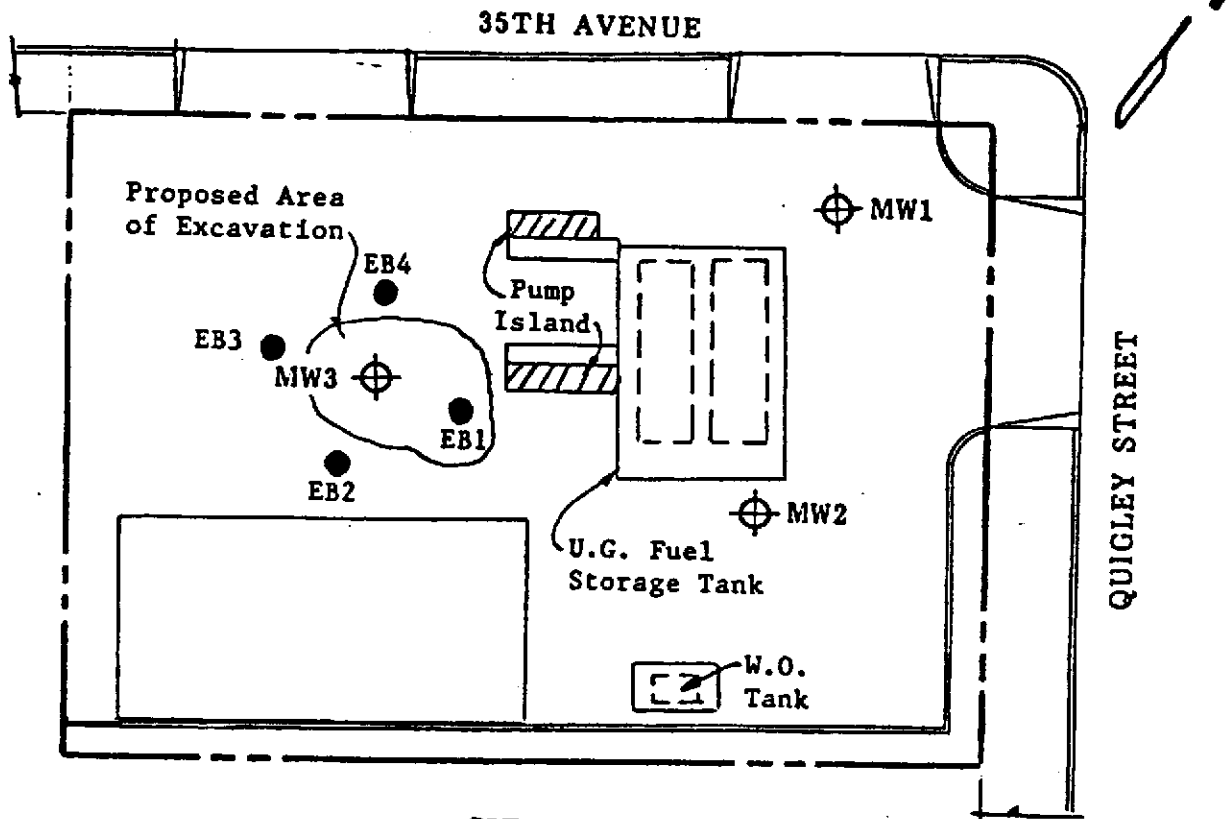 35TH AVENUE
Proposed Area
of Excavation
MW1
EB4
Pump
Island
EB3
MW3
EB1
EB2
MW2
U.G. Fuel
Storage Tank
W.O.
Tank
QUIGLEY STREET